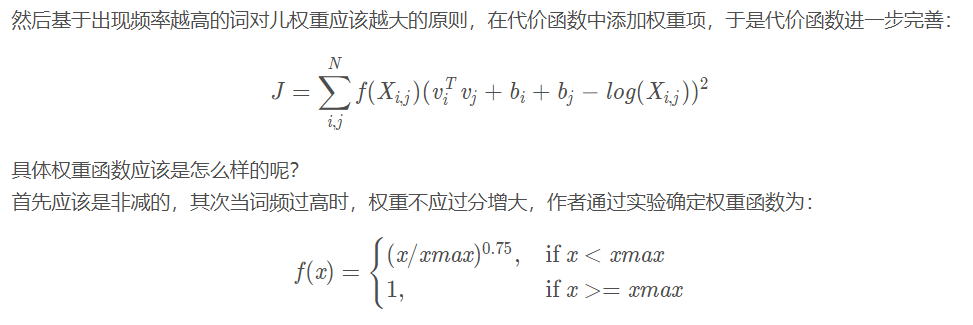 然后基于出现频率越高的词对儿权重应该越大的原则，在代价函数中添加权重项，于是代价函数进一步完善：
J = \sum_{i,j}^{N} f(X_{i,j})(v_i^T v_j + b_i + b_j - log(X_{i,j}))^2
具体权重函数应该是怎么样的呢？
首先应该是非减的，其次当词频过高时，权重不应过分增大，作者通过实验确定权重函数为：
f(x) = \begin{cases} (x/xmax)^{0.75}, & \text{if } x < xmax \\ 1, & \text{if } x >= xmax \end{cases}